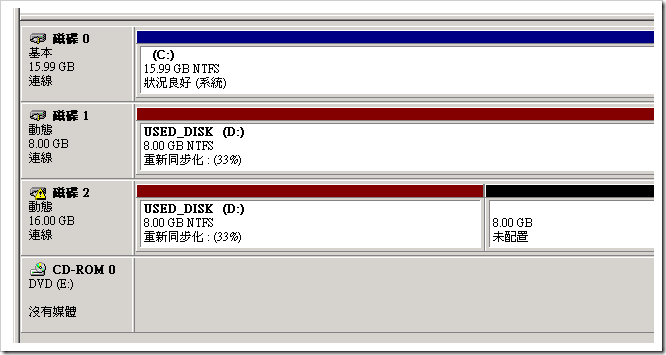 磁碟 0
基本
15.99 GB
連線
(C:)
15.99 GB NTFS
狀況良好 (系統)
磁碟 1
動態
8.00 GB
連線
USED_DISK (D:)
8.00 GB NTFS
重新同步化 : (33%)
磁碟 2
動態
16.00 GB
連線
USED_DISK (D:)
8.00 GB NTFS
重新同步化 : (33%)
8.00 GB
未配置
CD-ROM 0
DVD (E:)
沒有媒體